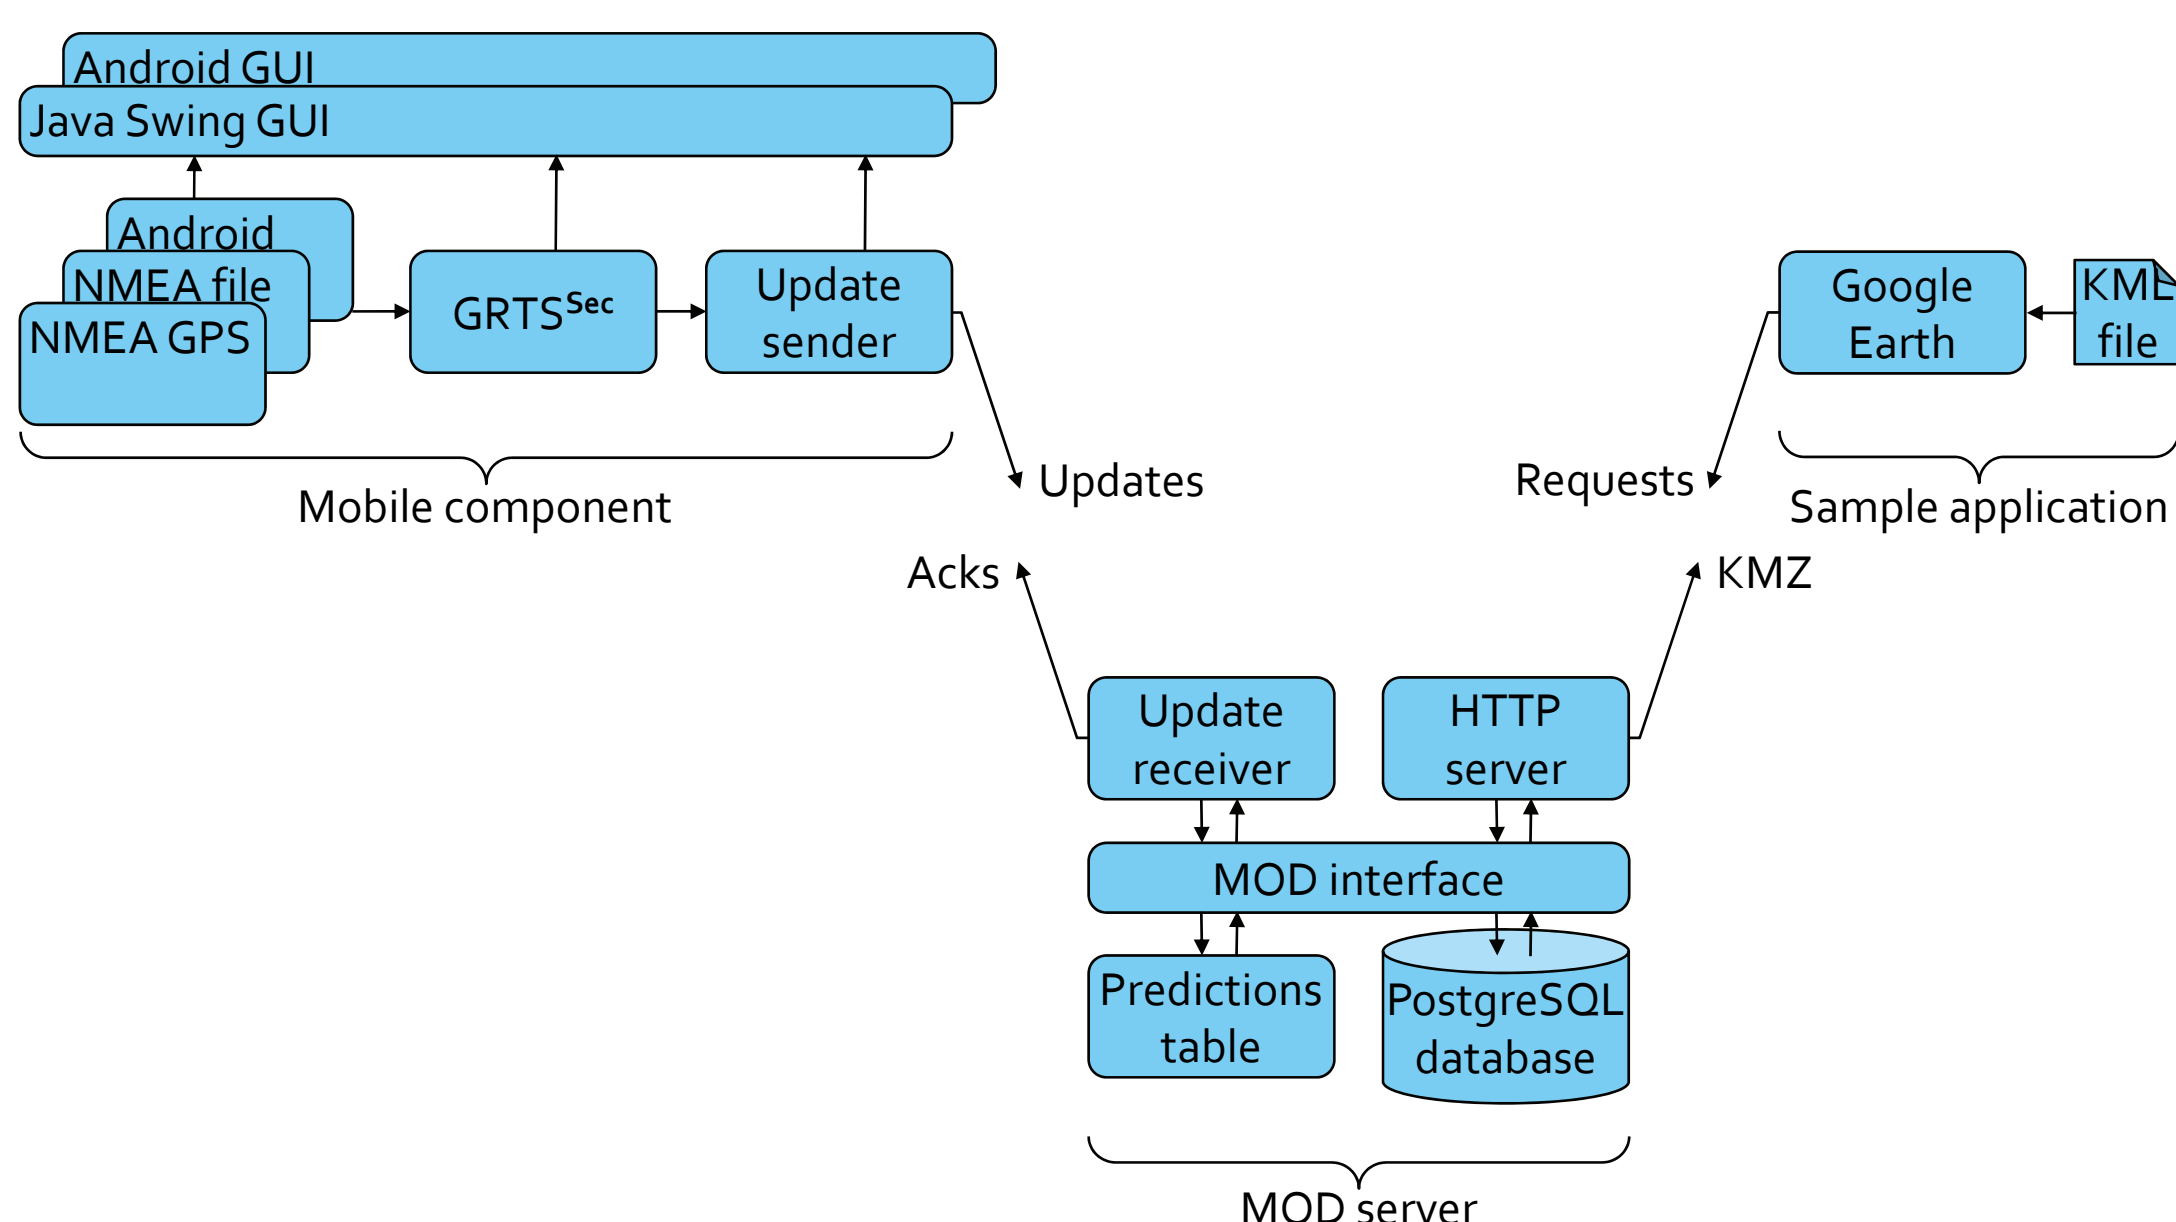 Android GUI
Java Swing GUI
Android
NMEA file
NMEA GPS
GRTSSec
Update
sender
Google
Earth
KML
file
Mobile component
Updates
Requests
Sample application
Acks
KMZ
Update
receiver
HTTP
server
MOD interface
Predictions
table
PostgreSQL
database
MOD server